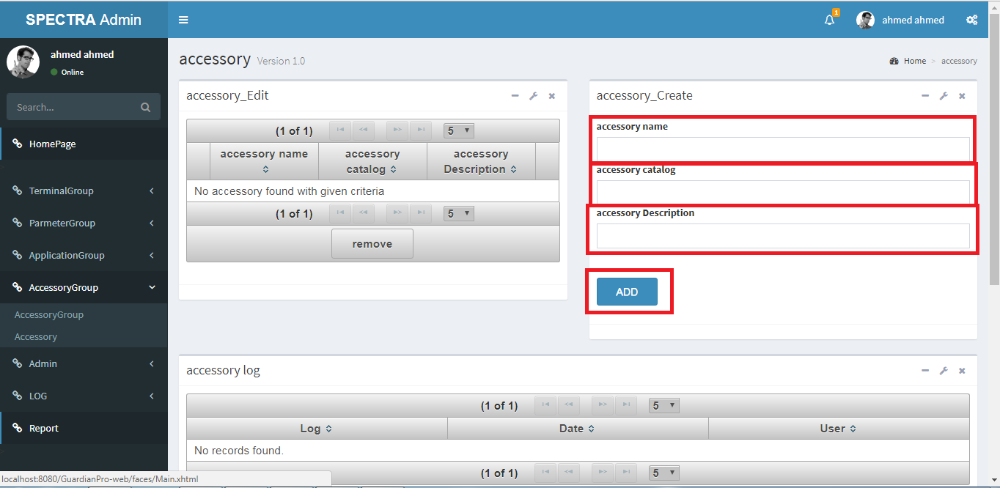 SPECTRA Admin
1
ahmed ahmed
ahmed ahmed
Online
Search...
HomePage
TerminalGroup
ParmeterGroup
ApplicationGroup
AccessoryGroup
AccessoryGroup
Accessory
Admin
LOG
Report
accessory Version 1.0
Home > accessory
accessory_Edit
(1 of 1) 5
accessory name
accessory catalog
accessory Description
No accessory found with given criteria
(1 of 1) 5
remove
accessory_Create
accessory name
accessory catalog
accessory Description
ADD
accessory log
(1 of 1) 5
Log Date User
No records found.
(1 of 1) 5
localhost:8080/GuardianPro-web/faces/Main.xhtml